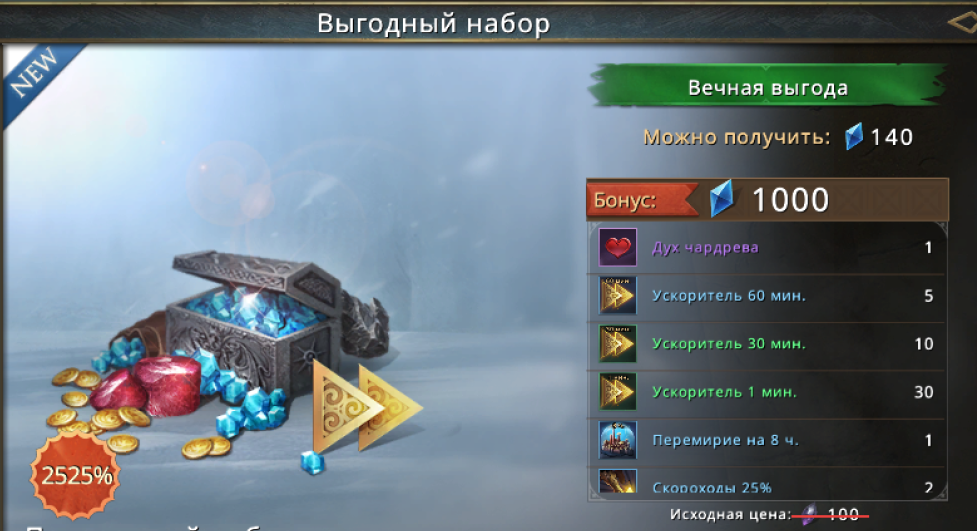 Выгодный набор
NEW
Вечная выгода
Можно получить: 140
Бонус: 1000
Дух чардрева 1
Ускоритель 60 мин. 5
Ускоритель 30 мин. 10
Ускоритель 1 мин. 30
Перемирие на 8 ч. 1
Скороходы 25% 2
2525%
Исходная цена: 100